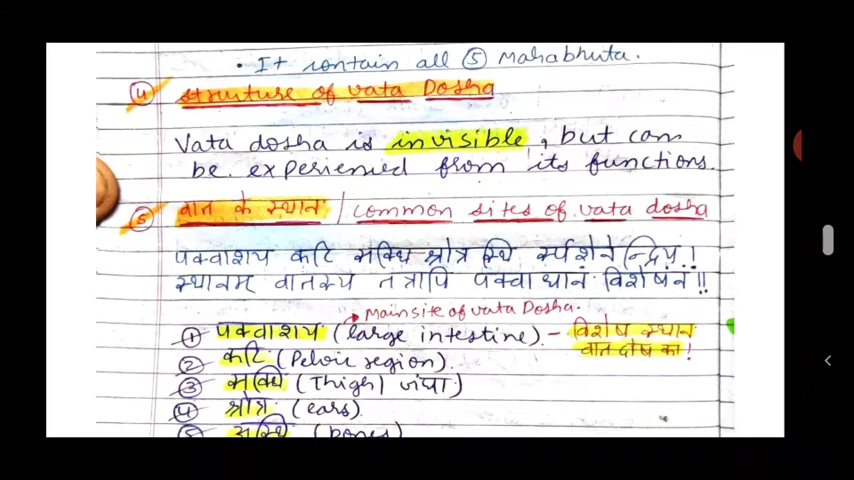 • It contain all ⑤ Mahabhuta.
④ structure of vata Dosha
Vata dosha is invisible, but can
be experienced from its functions.
⑤ वात के स्थान / common sites of vata dosha
पक्वाशय कटि सक्थि श्रोत्र स्थि स्पर्शनेन्द्रिय!
स्थानम् वातस्य तत्रापि पक्वाधानं विशेषनं!!
→ Main site of vata Dosha.
① पक्वाशय (large intestine) - विशेष स्थान
वात दोष का!
② कटि (Pelvic region).
③ सक्थि (Thigh / जंघा)
④ श्रोत्र (ears)
⑤ अस्थि (bones)